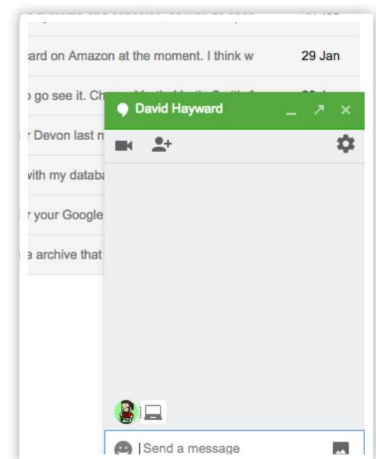 ard on Amazon at the moment. I think w 29 Jan
go see it. Ch
r Devon last n
David Hayward
with my databa
r your Google
a archive that
Send a message